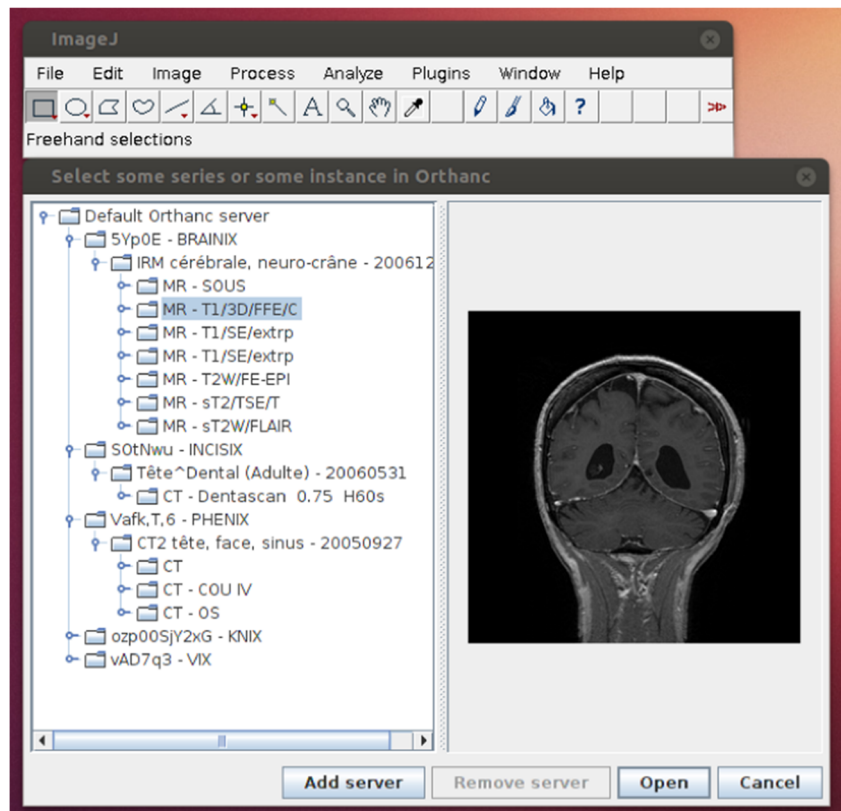 ImageJ
File Edit Image Process Analyze Plugins Window Help
A ?
Freehand selections
Select some series or some instance in Orthanc
Default Orthanc server
5Yp0E - BRAINIX
IRM cérébrale, neuro-crâne - 200612
MR - SOUS
MR - T1/3D/FFE/C
MR - T1/SE/extrp
MR - T1/SE/extrp
MR - T2W/FE-EPI
MR - sT2/TSE/T
MR - sT2W/FLAIR
S0tNwu - INCISIX
Tête^Dental (Adulte) - 20060531
CT - Dentascan 0.75 H60s
Vafk,T,6 - PHENIX
CT2 tête, face, sinus - 20050927
CT
CT - COU IV
CT - OS
ozp00SjY2xG - KNIX
vAD7q3 - VIX
Add server Remove server Open Cancel